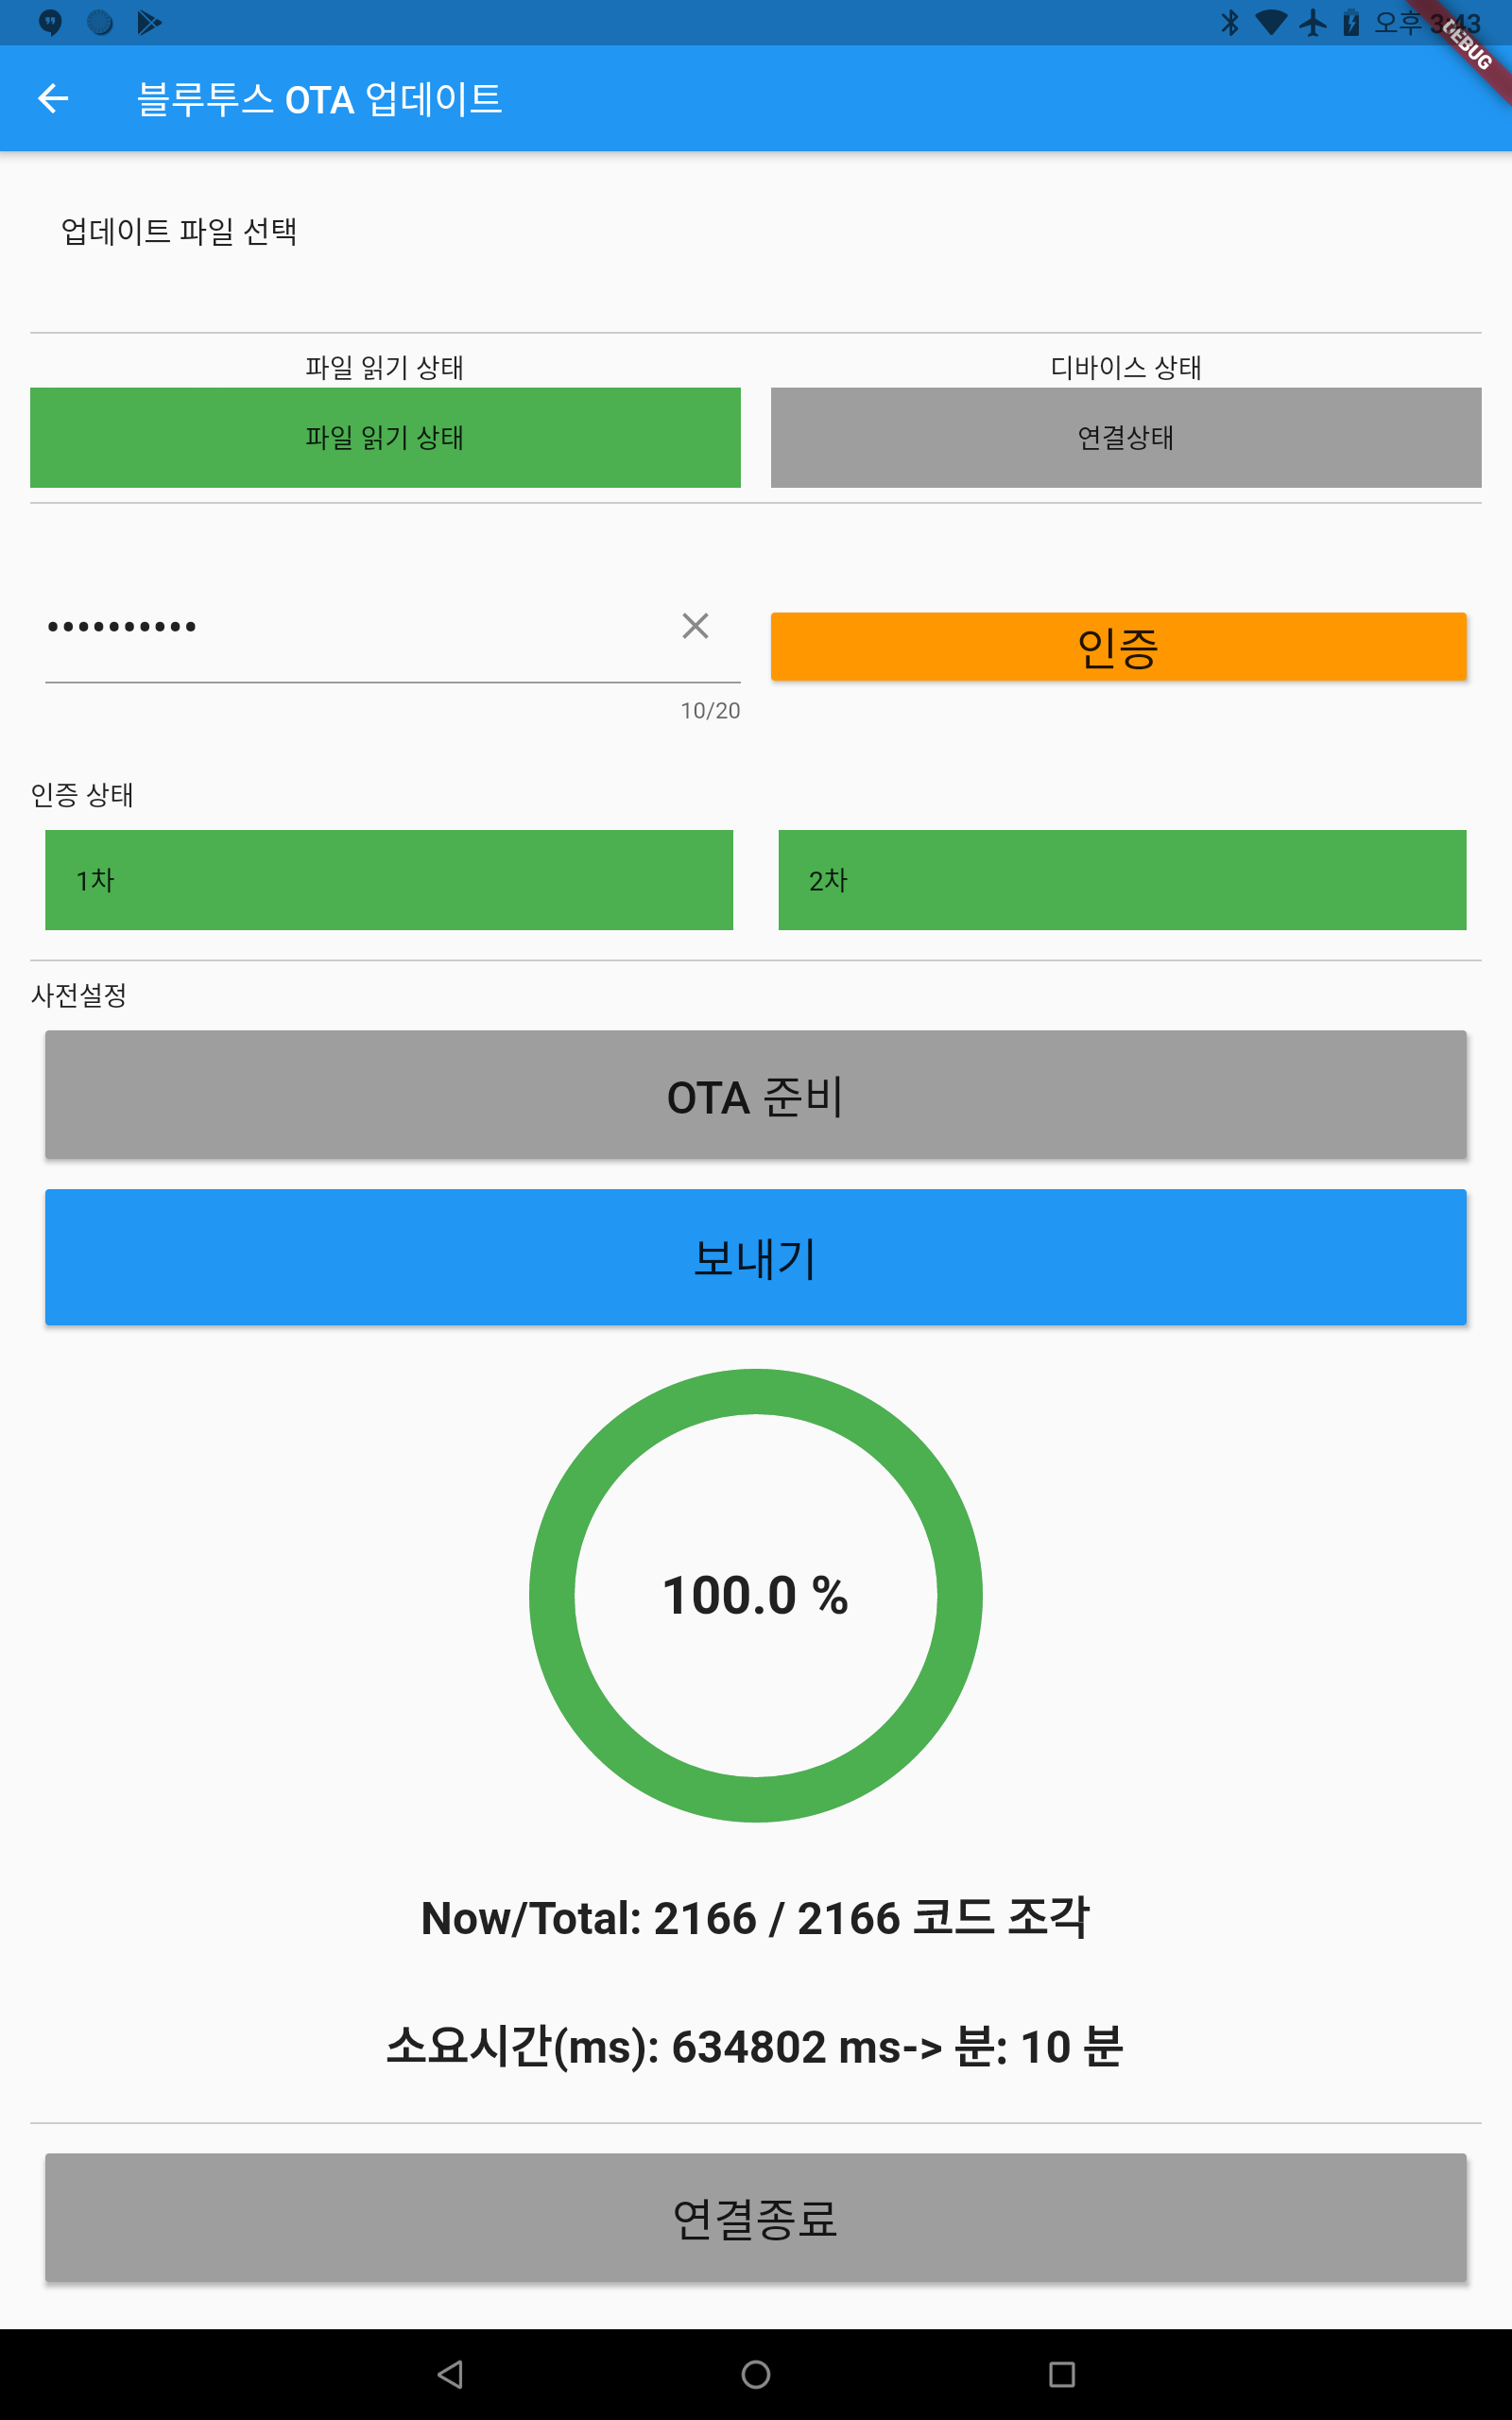 오후 3:43
DEBUG
블루투스 OTA 업데이트
업데이트 파일 선택
파일 읽기 상태
디바이스 상태
파일 읽기 상태
연결상태
••••••••••
인증
10/20
인증 상태
1차
2차
사전설정
OTA 준비
보내기
100.0 %
Now/Total: 2166 / 2166 코드 조각
소요시간(ms): 634802 ms-> 분: 10 분
연결종료